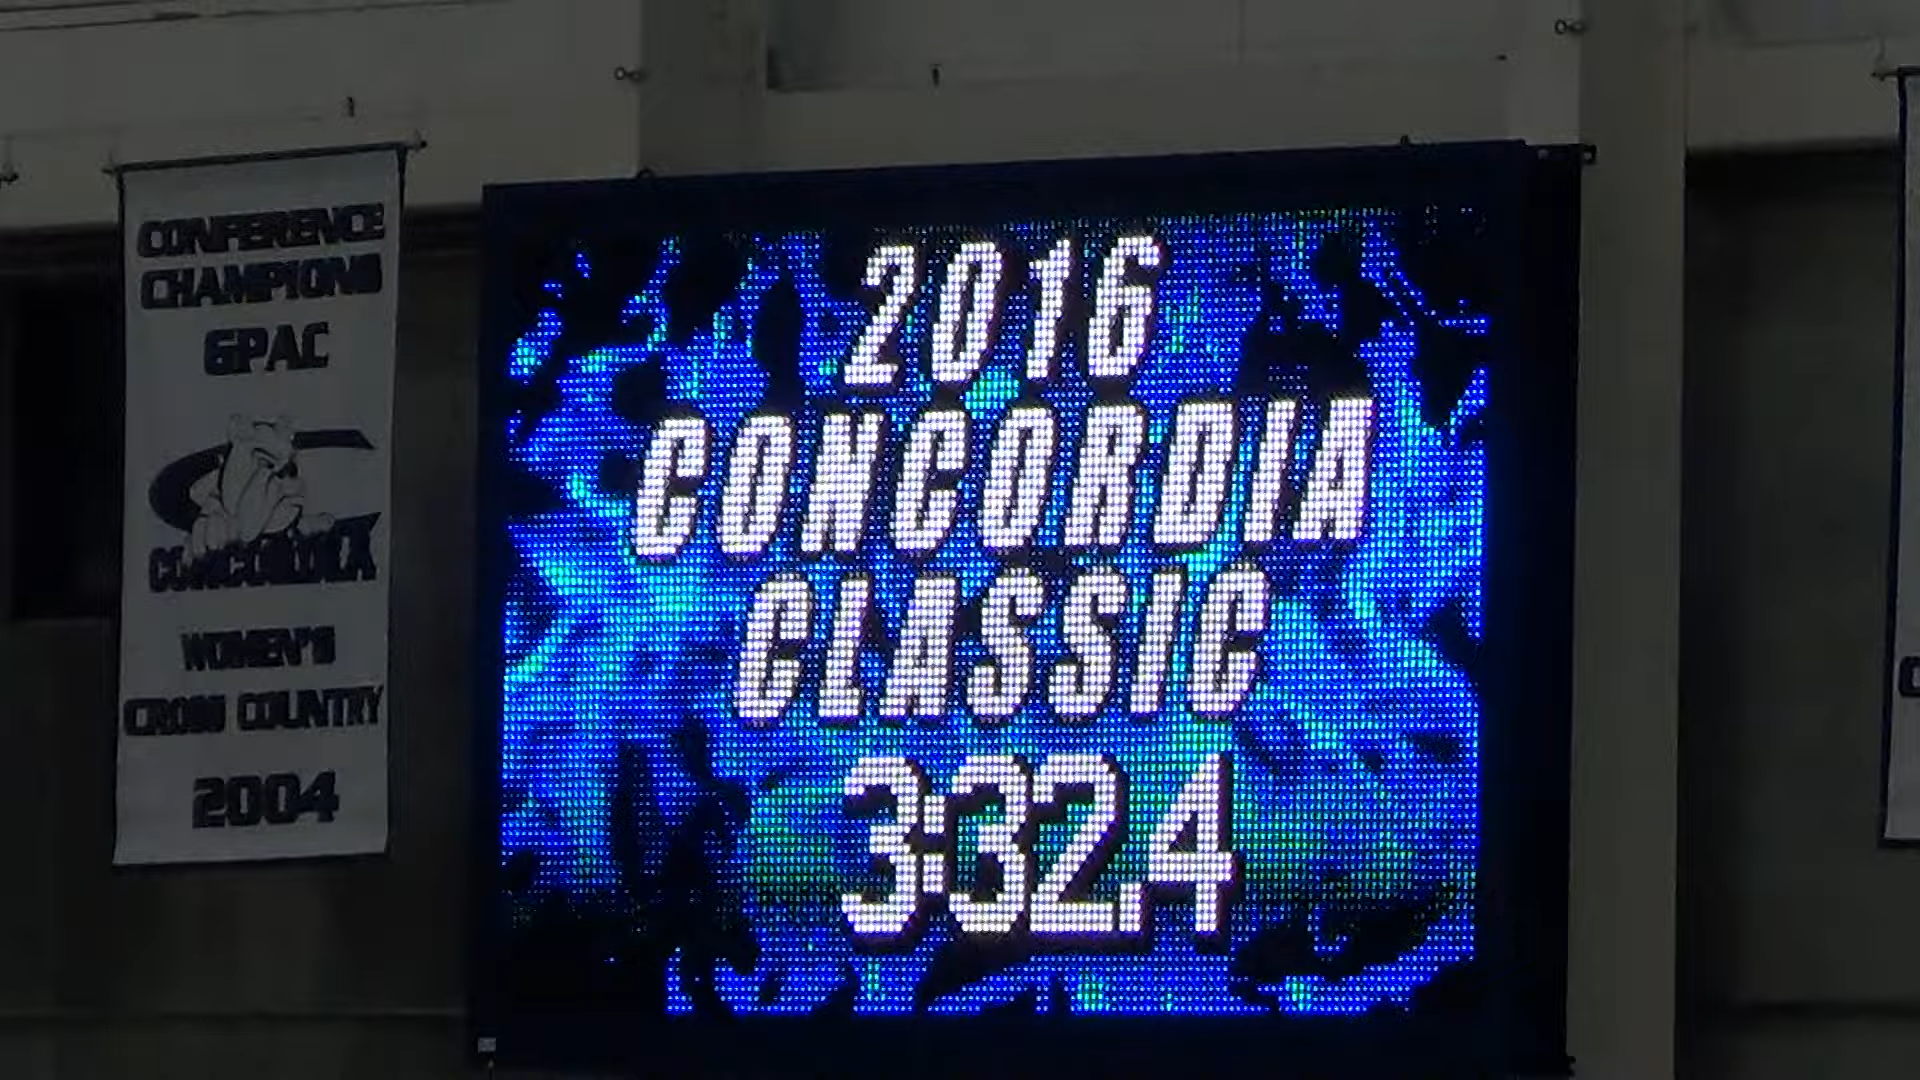 CONFERENCE
CHAMPIONS
GPAC
CONCORDIA
WOMEN'S
CROSS COUNTRY
2004
2016
CONCORDIA
CLASSIC
3:32.4